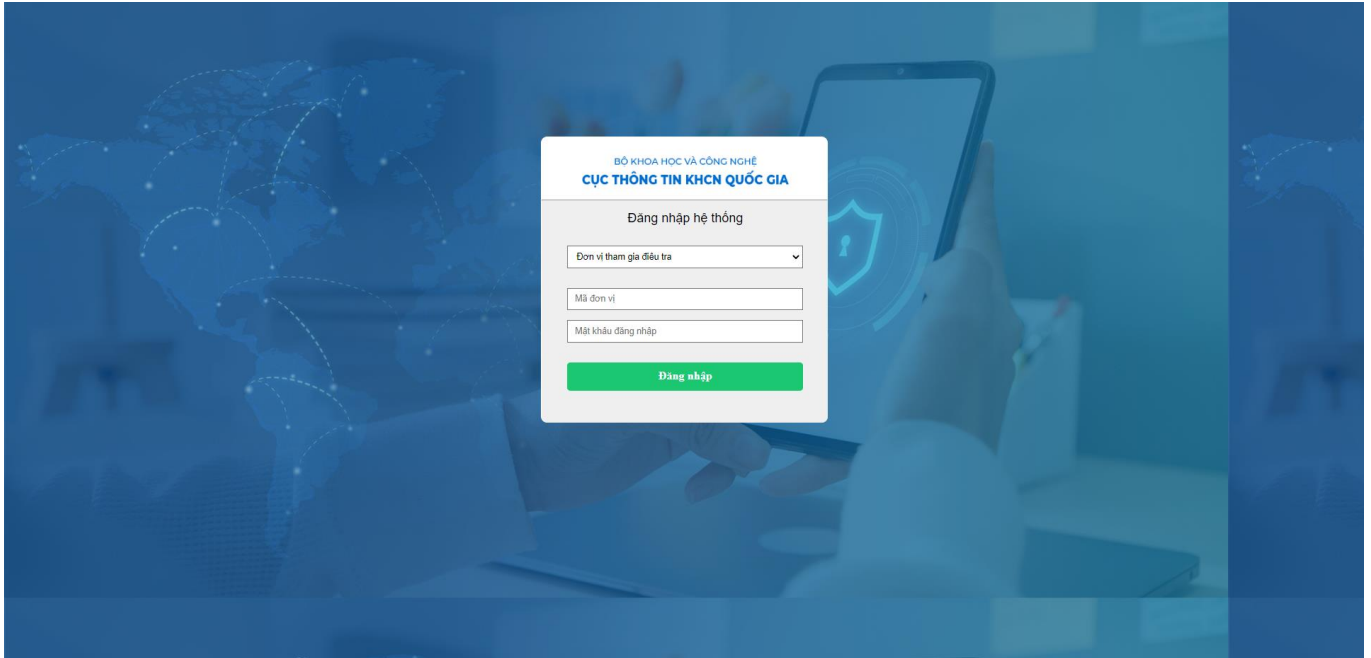 BỘ KHOA HỌC VÀ CÔNG NGHỆ
CỤC THÔNG TIN KHCN QUỐC GIA
Đăng nhập hệ thống
Đơn vị tham gia điều tra
Mã đơn vị
Mật khẩu đăng nhập
Đăng nhập